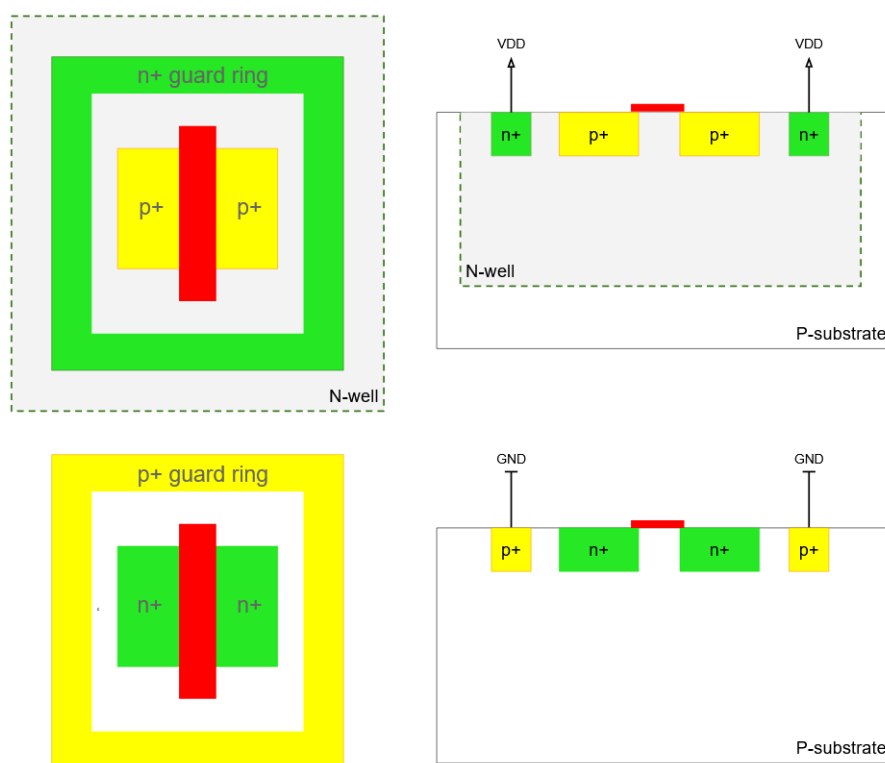 n+ guard ring
p+ p+
N-well
VDD VDD
n+ p+ p+ n+
N-well
P-substrate
p+ guard ring
n+ n+
GND GND
p+ n+ n+ p+
P-substrate